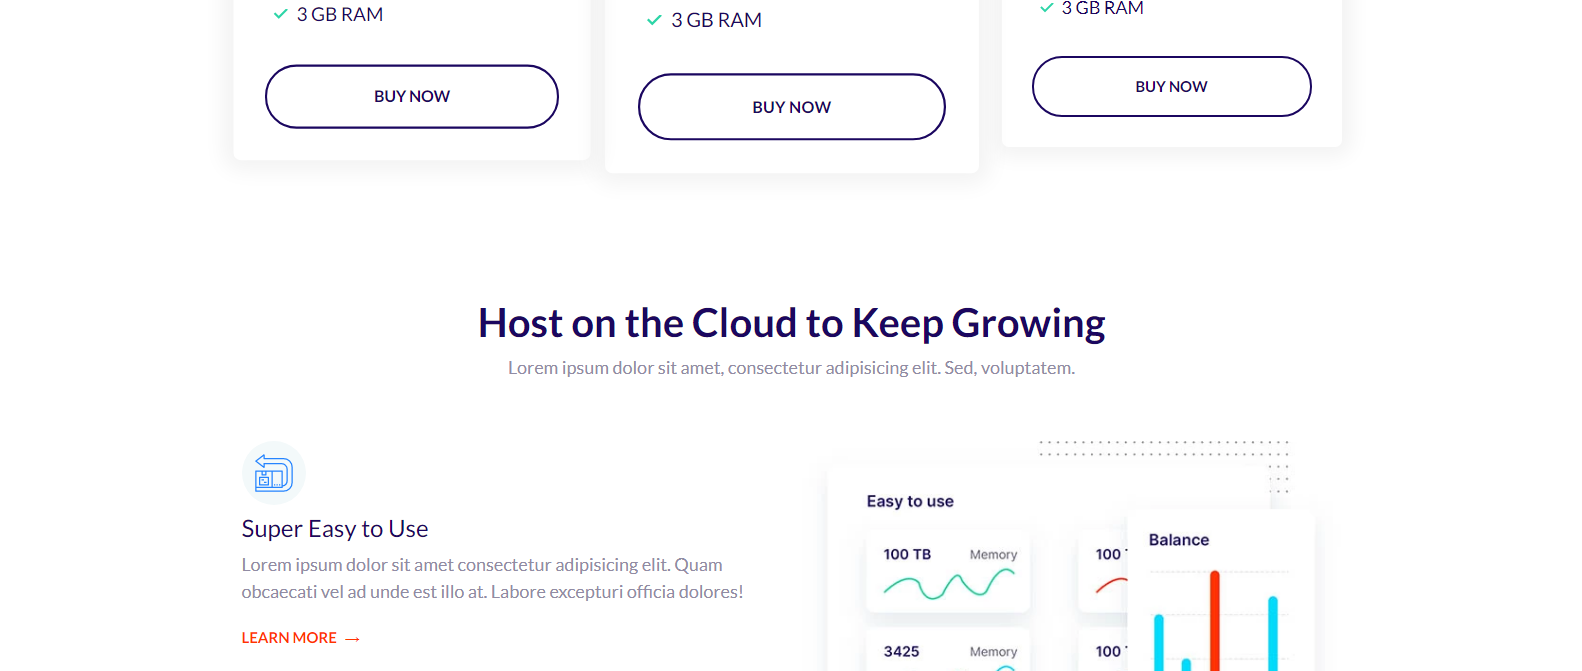 3 GB RAM
3 GB RAM
3 GB RAM
BUY NOW
BUY NOW
BUY NOW
Host on the Cloud to Keep Growing
Lorem ipsum dolor sit amet, consectetur adipisicing elit. Sed, voluptatem.
Super Easy to Use
Lorem ipsum dolor sit amet consectetur adipisicing elit. Quam
obcaecati vel ad unde est illo at. Labore excepturi officia dolores!
LEARN MORE →
Easy to use
100 TB Memory
100
Balance
3425 Memory
100